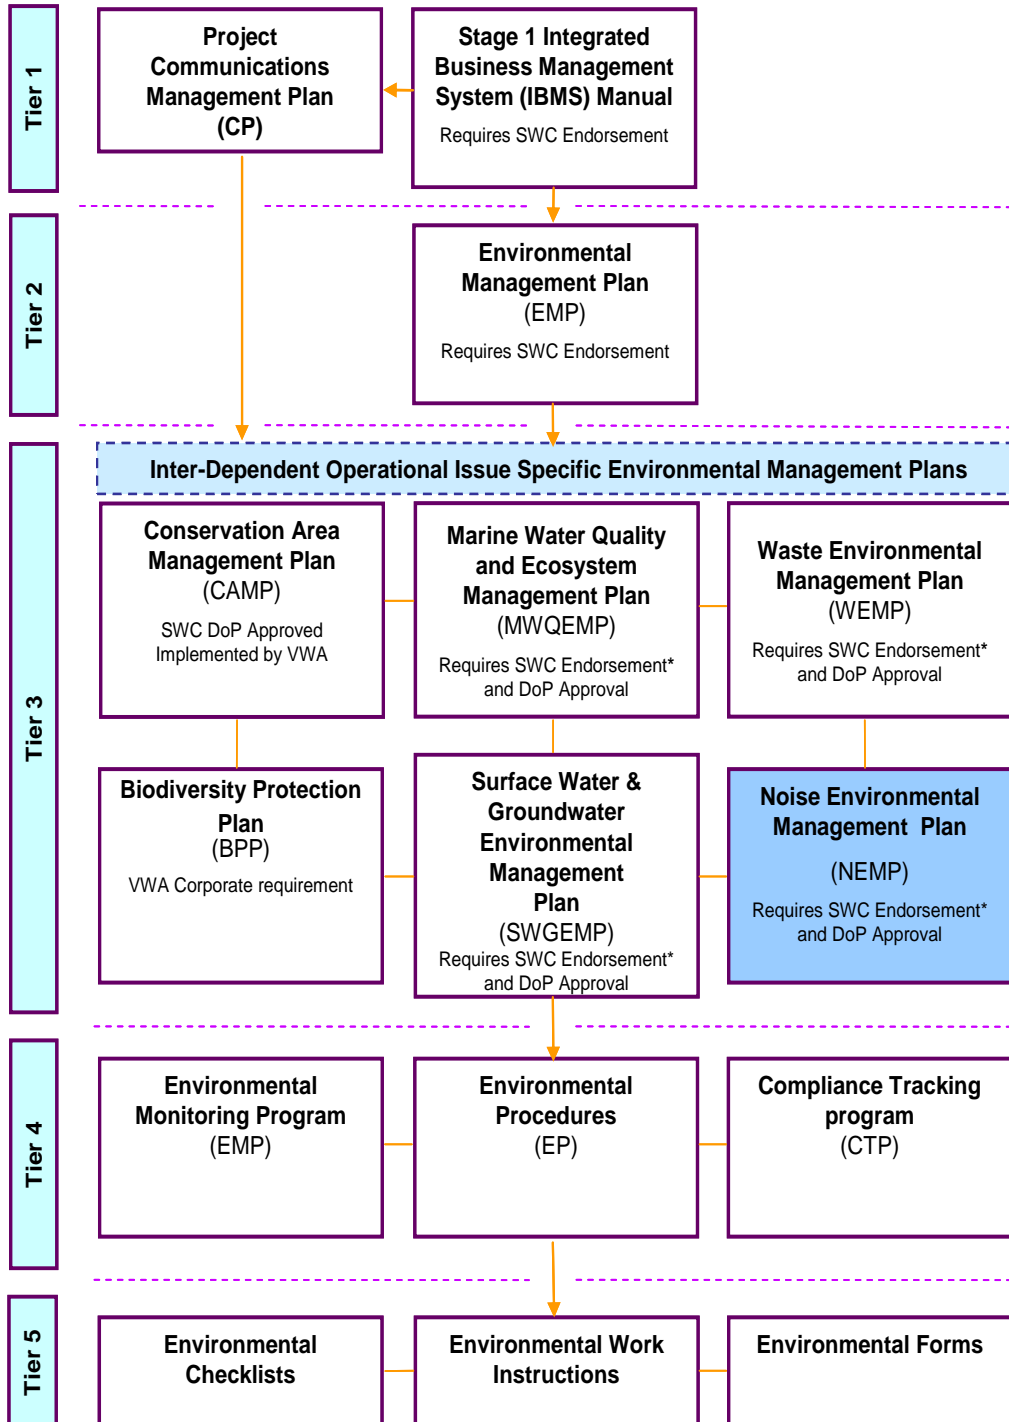 Tier 1
Project
Communications
Management Plan
(CP)
Stage 1 Integrated
Business Management
System (IBMS) Manual
Requires SWC Endorsement
Tier 2
Environmental
Management Plan
(EMP)
Requires SWC Endorsement
Tier 3
Inter-Dependent Operational Issue Specific Environmental Management Plans
Conservation Area
Management Plan
(CAMP)
SWC DoP Approved
Implemented by VWA
Marine Water Quality
and Ecosystem
Management Plan
(MWQEMP)
Requires SWC Endorsement*
and DoP Approval
Waste Environmental
Management Plan
(WEMP)
Requires SWC Endorsement*
and DoP Approval
Biodiversity Protection
Plan
(BPP)
VWA Corporate requirement
Surface Water &
Groundwater
Environmental
Management
Plan
(SWGEMP)
Requires SWC Endorsement*
and DoP Approval
Noise Environmental
Management Plan
(NEMP)
Requires SWC Endorsement*
and DoP Approval
Tier 4
Environmental
Monitoring Program
(EMP)
Environmental
Procedures
(EP)
Compliance Tracking
program
(CTP)
Tier 5
Environmental
Checklists
Environmental Work
Instructions
Environmental Forms